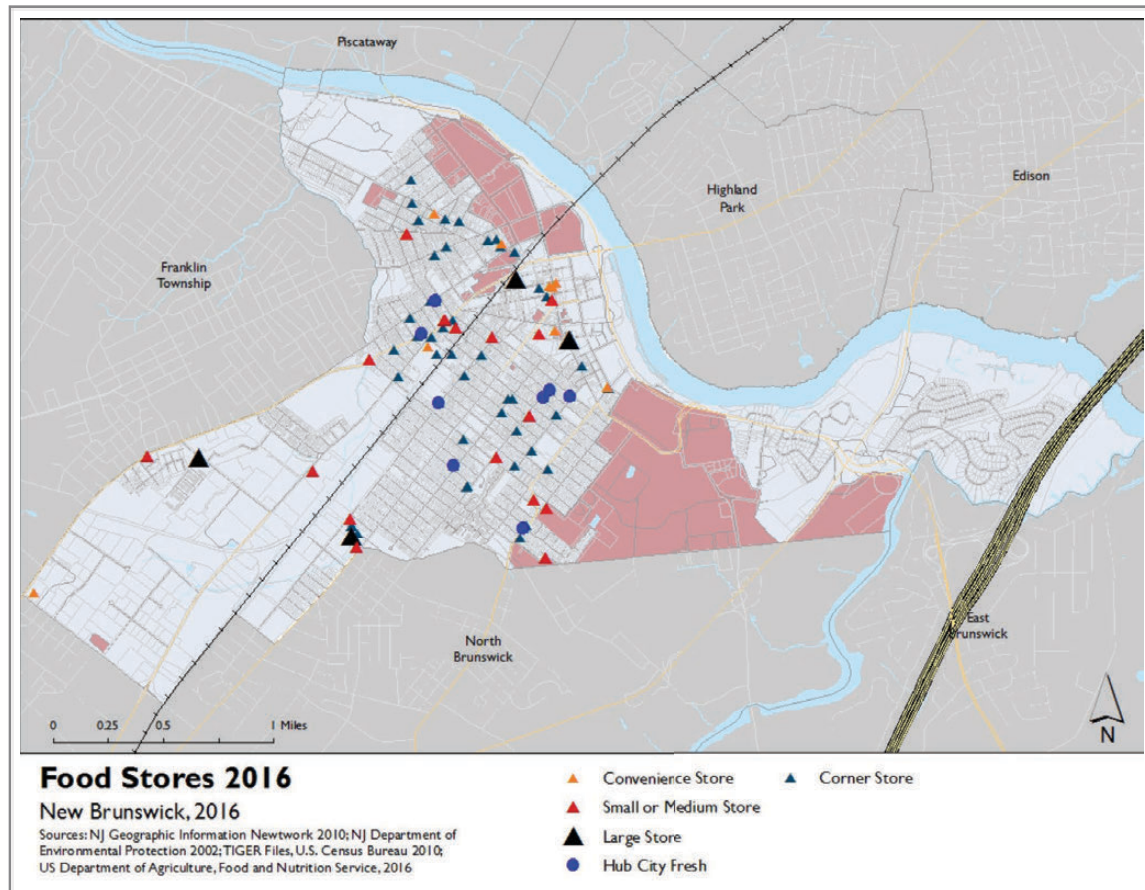 Piscataway
Highland
Park
Edison
Franklin
Township
North
Brunswick
East
Brunswick
0 0.25 0.5 1 Miles
N
Food Stores 2016
New Brunswick, 2016
Sources: NJ Geographic Information Newtwork 2010; NJ Department of
Environmental Protection 2002; TIGER Files, U.S. Census Bureau 2010;
US Department of Agriculture, Food and Nutrition Service, 2016
Convenience Store
Corner Store
Small or Medium Store
Large Store
Hub City Fresh